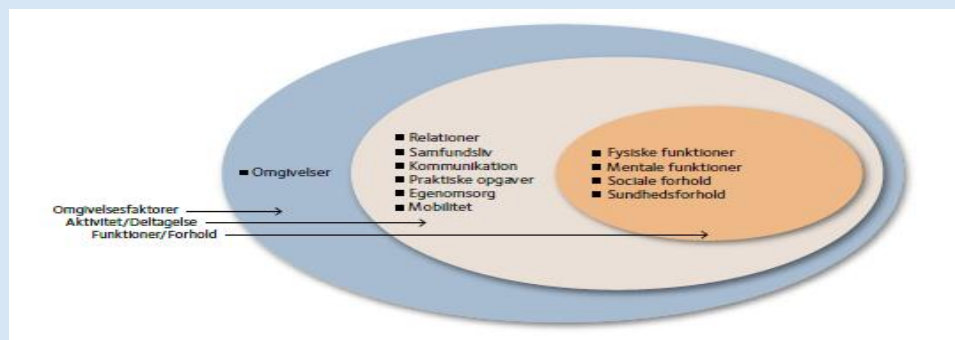 Omgivelsesfaktorer
Aktivitet/Deltagelse
Funktioner/Forhold
Omgivelser
Relationer
Samfundsliv
Kommunikation
Praktiske opgaver
Egenomsorg
Mobilitet
Fysiske funktioner
Mentale funktioner
Sociale forhold
Sundhedsforhold